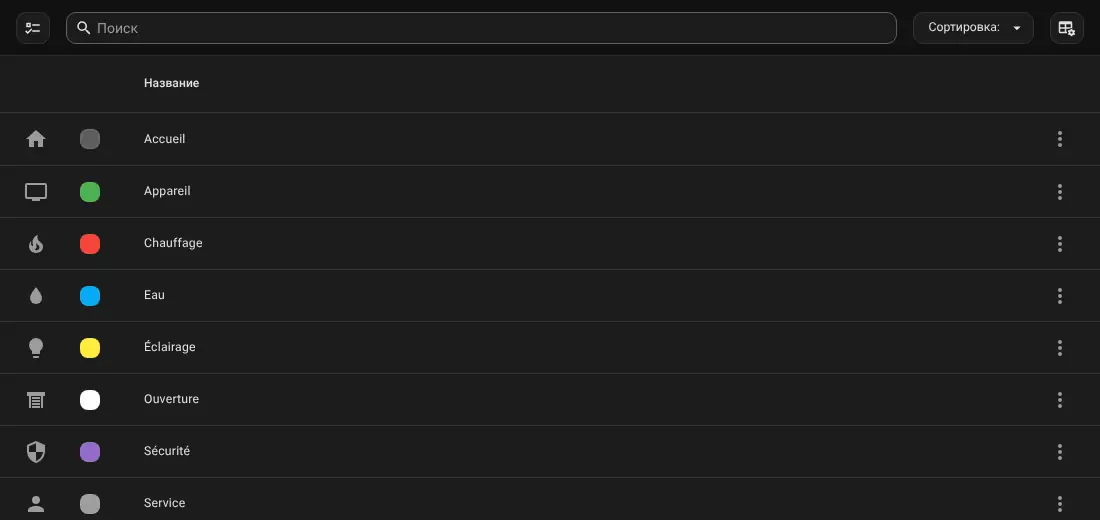 Поиск
Сортировка:
Название
Accueil
Appareil
Chauffage
Eau
Éclairage
Ouverture
Sécurité
Service